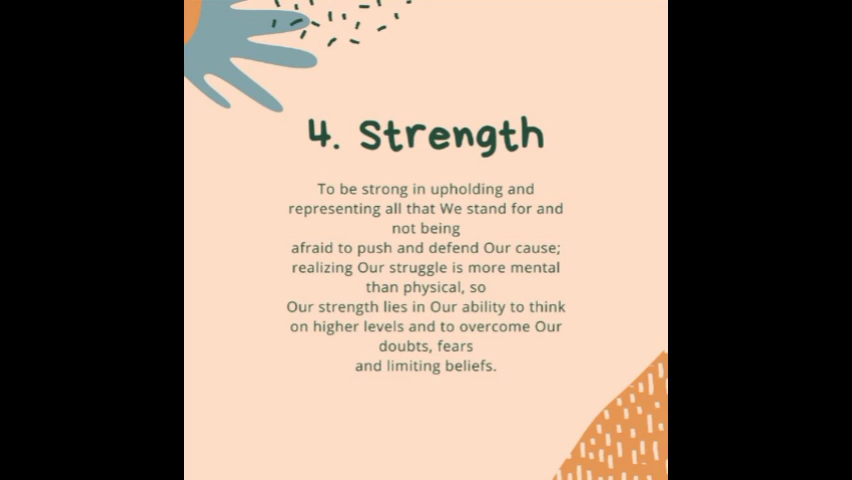 4. Strength
To be strong in upholding and
representing all that We stand for and
not being
afraid to push and defend Our cause;
realizing Our struggle is more mental
than physical, so
Our strength lies in Our ability to think
on higher levels and to overcome Our
doubts, fears
and limiting beliefs.